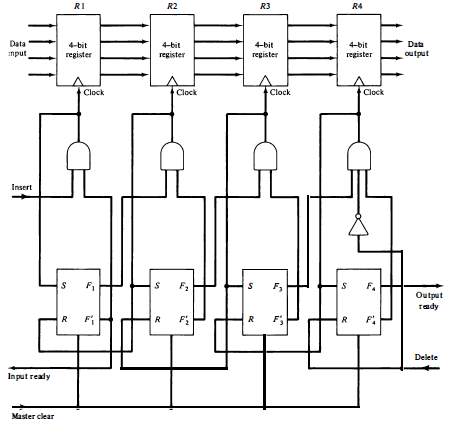 R1 R2 R3 R4
Data input
4-bit register
4-bit register
4-bit register
4-bit register
Data output
Clock Clock Clock Clock
Insert
S F1 S F2 S F3 S F4
R F'1 R F'2 R F'3 R F'4
Output ready
Delete
Input ready
Master clear